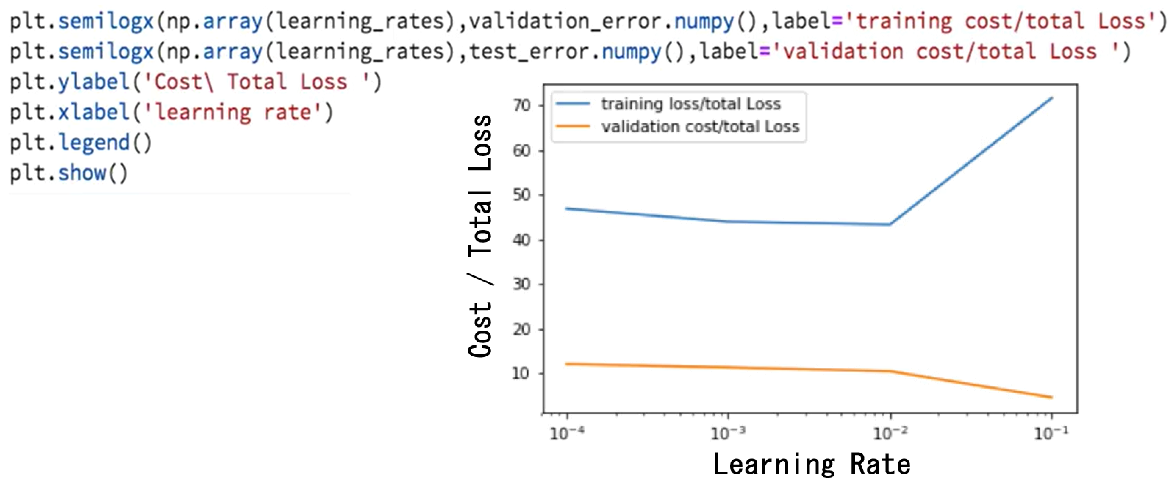 plt.semilogx(np.array(learning_rates),validation_error.numpy(),label='training cost/total Loss')
plt.semilogx(np.array(learning_rates),test_error.numpy(),label='validation cost/total Loss ')
plt.ylabel('Cost\ Total Loss ')
plt.xlabel('learning rate')
plt.legend()
plt.show()
training loss/total Loss
validation cost/total Loss
Cost / Total Loss
70
60
50
40
30
20
10
10⁻⁴ 10⁻³ 10⁻² 10⁻¹
Learning Rate